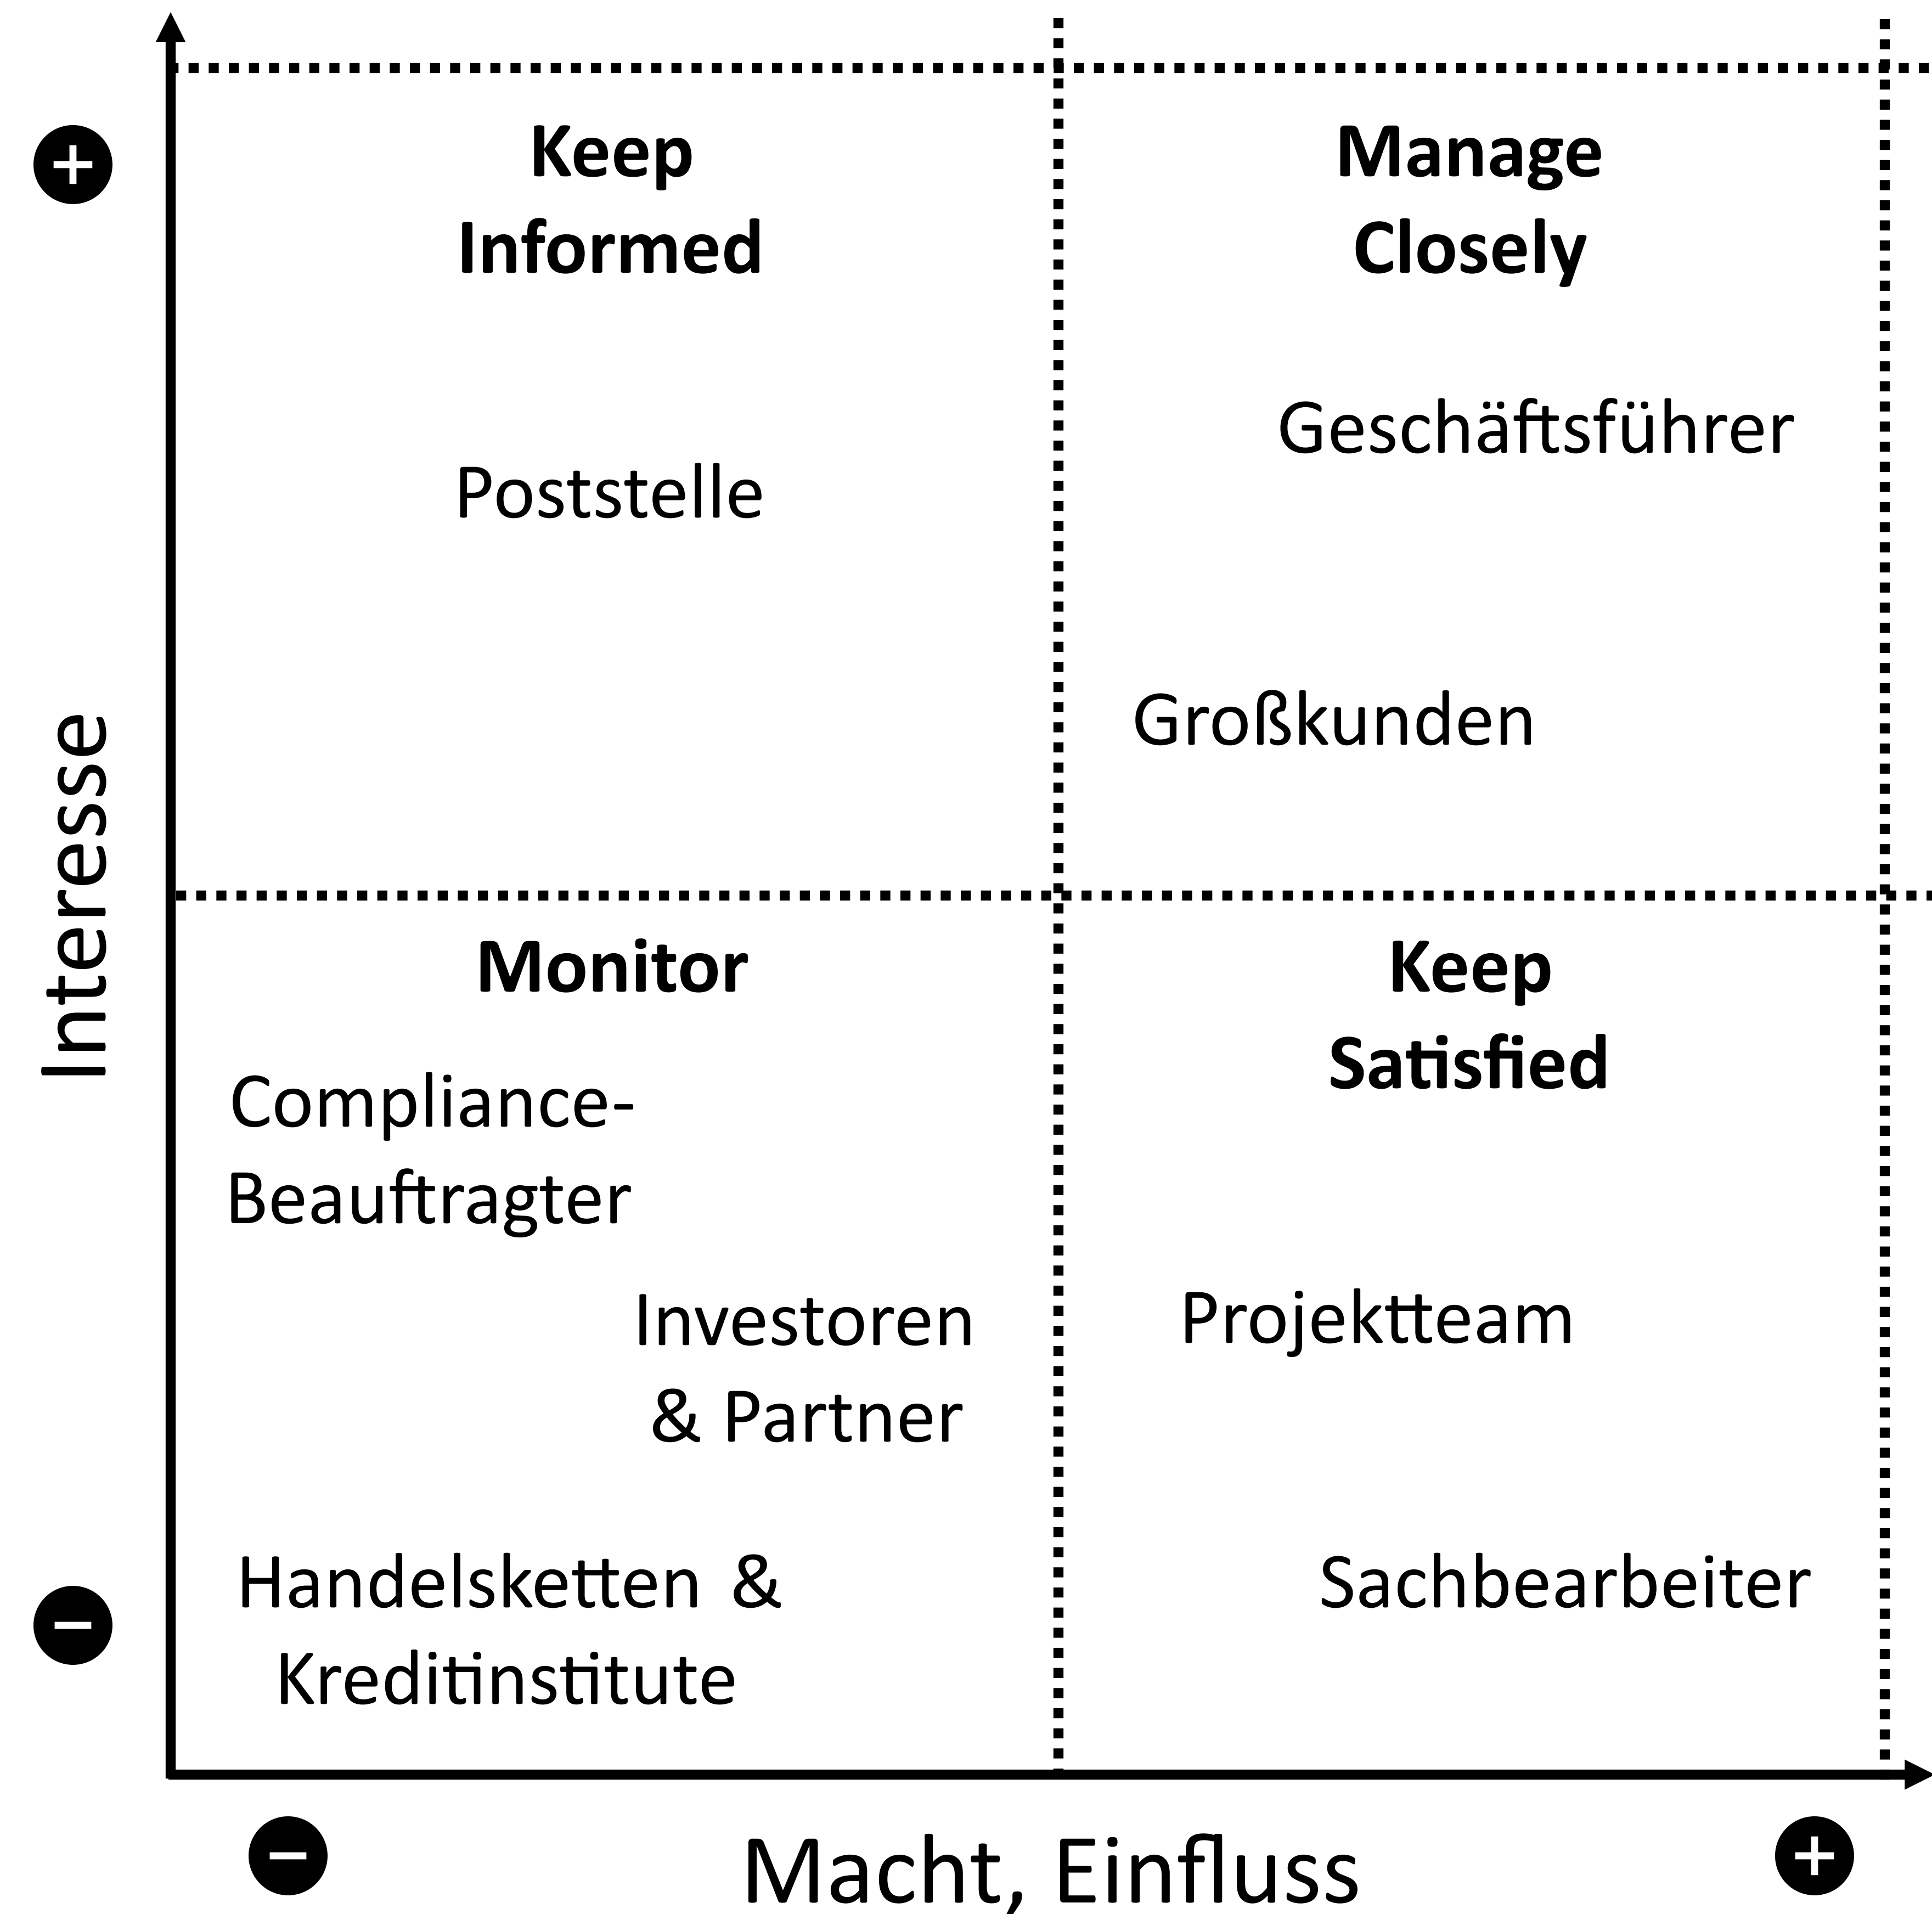 +
Keep
Informed
Manage
Closely
Geschäftsführer
Poststelle
Großkunden
Interesse
Monitor
Keep
Satisfied
Compliance-
Beauftragter
Investoren
& Partner
Projektteam
Handelsketten &
Kreditinstitute
Sachbearbeiter
–
–
Macht, Einfluss
+